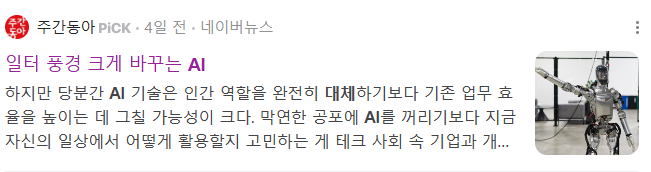 주간동아
주간동아 PiCK · 4일 전 · 네이버뉴스
일터 풍경 크게 바꾸는 AI
하지만 당분간 AI 기술은 인간 역할을 완전히 대체하기보다 기존 업무 효
율을 높이는 데 그칠 가능성이 크다. 막연한 공포에 AI를 꺼리기보다 지금
자신의 일상에서 어떻게 활용할지 고민하는 게 테크 사회 속 기업과 개...